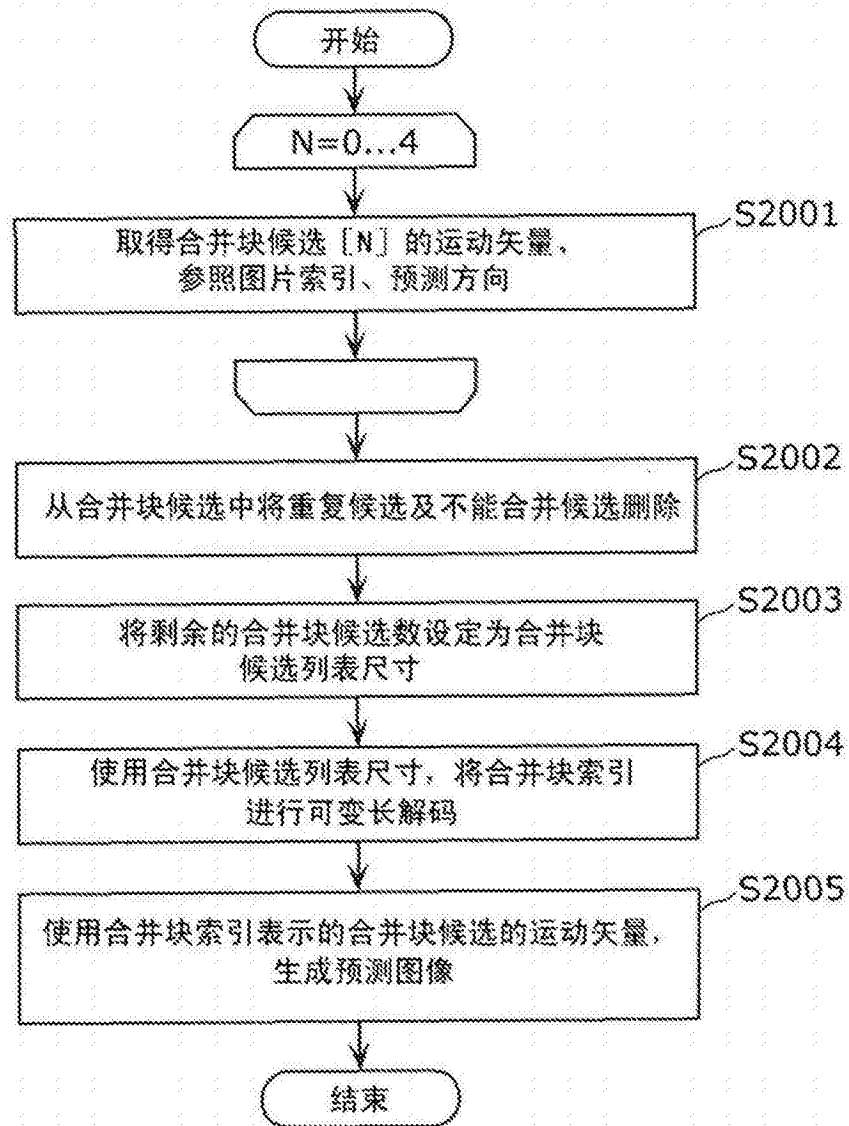 开始
N=0...4
S2001
取得合并块候选［N］的运动矢量、
参照图片索引、预测方向
S2002
从合并块候选中将重复候选及不能合并候选删除
S2003
将剩余的合并块候选数设定为合并块
候选列表尺寸
S2004
使用合并块候选列表尺寸，将合并块索引
进行可变长解码
S2005
使用合并块索引表示的合并块候选的运动矢量，
生成预测图像
结束